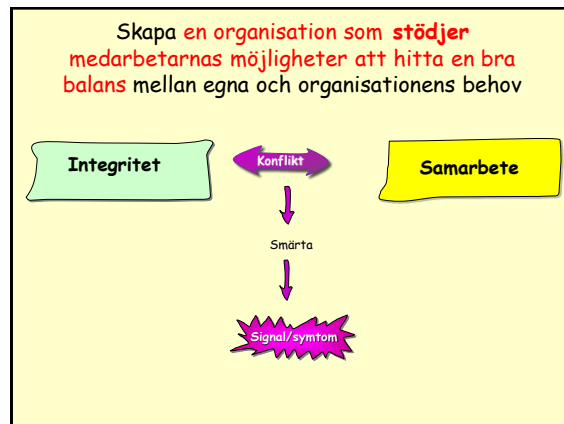 Skapa en organisation som stödjer
medarbetarnas möjligheter att hitta en bra
balans mellan egna och organisationens behov
Integritet
Konflikt
Samarbete
Smärta
Signal/symtom